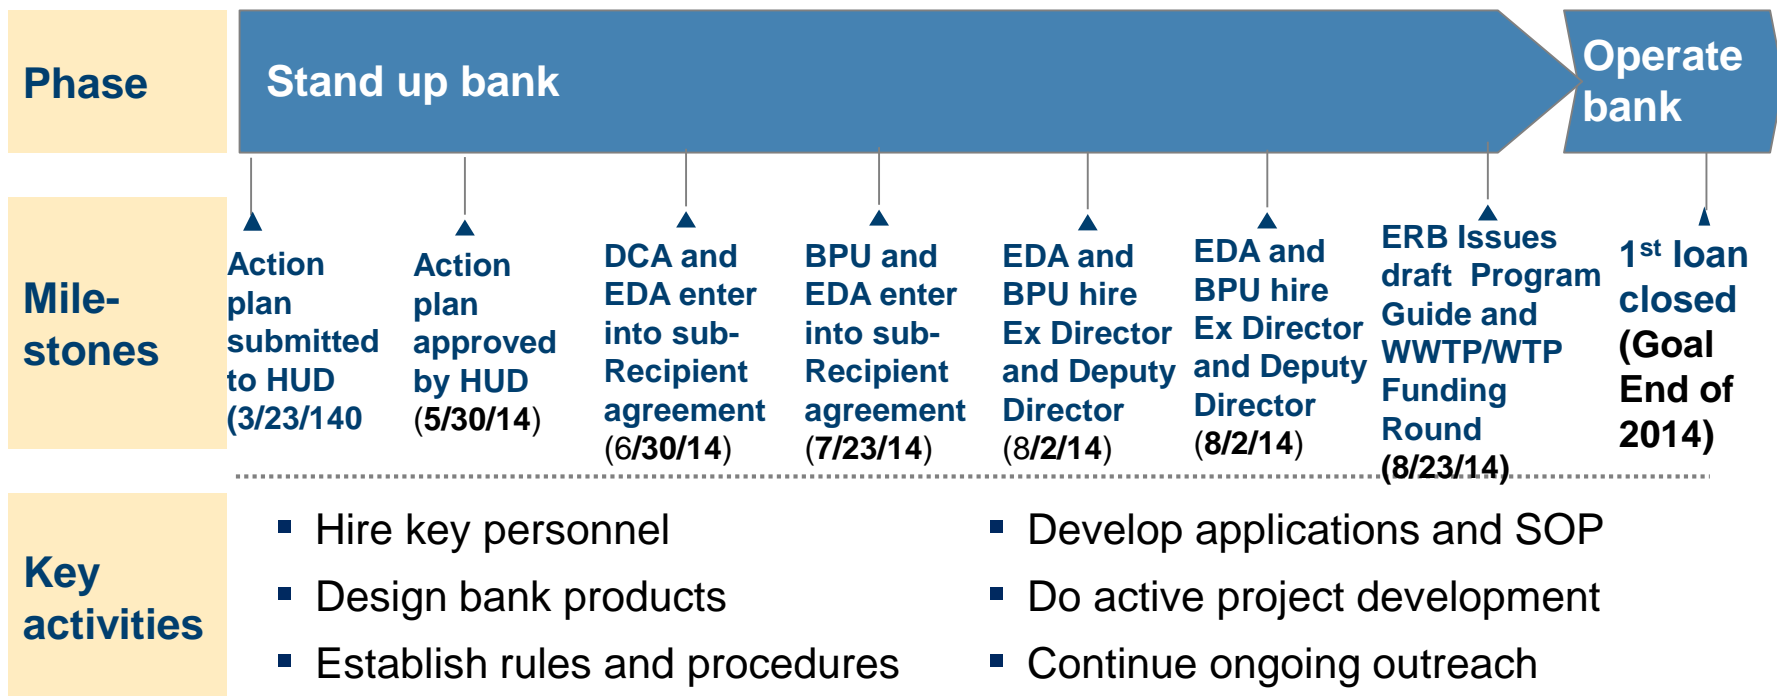 Phase
Stand up bank
Operate
bank
Mile-
stones
Action
plan
submitted
to HUD
(3/23/140
Action
plan
approved
by HUD
(5/30/14)
DCA and
EDA enter
into sub-
Recipient
agreement
(6/30/14)
BPU and
EDA enter
into sub-
Recipient
agreement
(7/23/14)
EDA and
BPU hire
Ex Director
and Deputy
Director
(8/2/14)
EDA and
BPU hire
Ex Director
and Deputy
Director
(8/2/14)
ERB Issues
draft Program
Guide and
WWTP/WTP
Funding
Round
(8/23/14)
1st loan
closed
(Goal
End of
2014)
Key
activities
▪ Hire key personnel
▪ Design bank products
▪ Establish rules and procedures
▪ Develop applications and SOP
▪ Do active project development
▪ Continue ongoing outreach